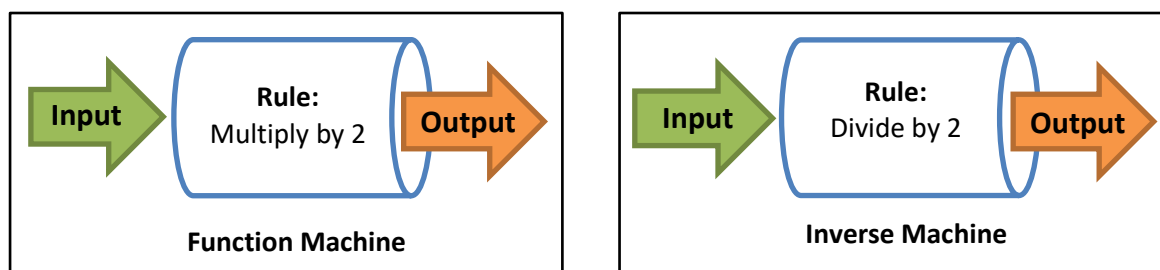 Input
Rule:
Multiply by 2
Output
Function Machine
Input
Rule:
Divide by 2
Output
Inverse Machine